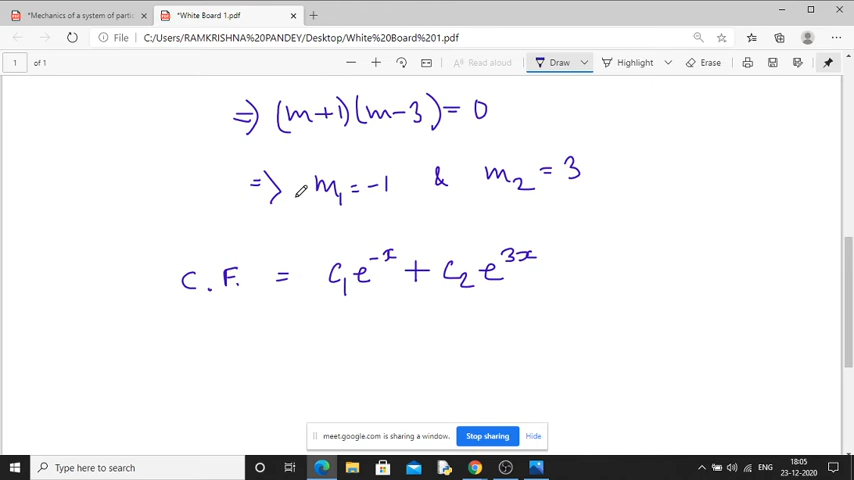 *Mechanics of a system of parti
*White Board 1.pdf
File C:/Users/RAMKRISHNA%20PANDEY/Desktop/White%20Board%201.pdf
1 of 1 Read aloud Draw Highlight Erase
=> (m+1)(m-3) = 0
=> m₁ = -1 & m₂ = 3
C.F. = c₁e^{-x} + c₂e^{3x}
meet.google.com is sharing a window. Stop sharing Hide
Type here to search
ENG
18:05
23-12-2020